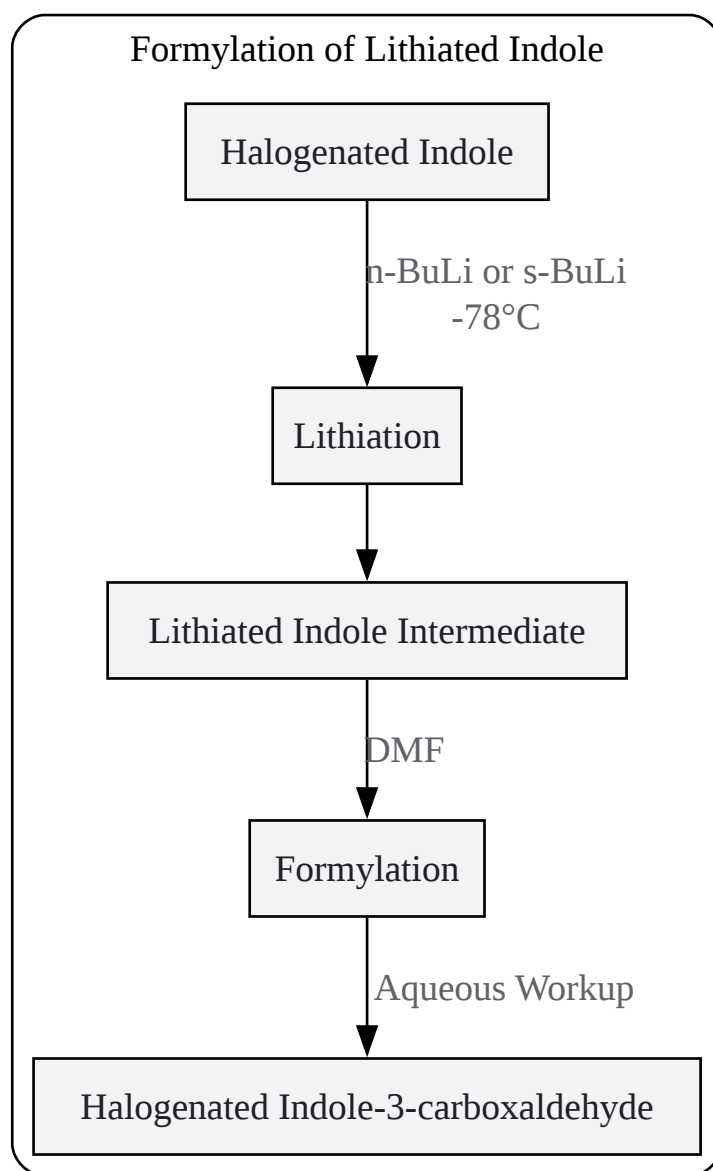 Formylation of Lithiated Indole
Halogenated Indole
n-BuLi or s-BuLi
-78°C
Lithiation
Lithiated Indole Intermediate
DMF
Formylation
Aqueous Workup
Halogenated Indole-3-carboxaldehyde